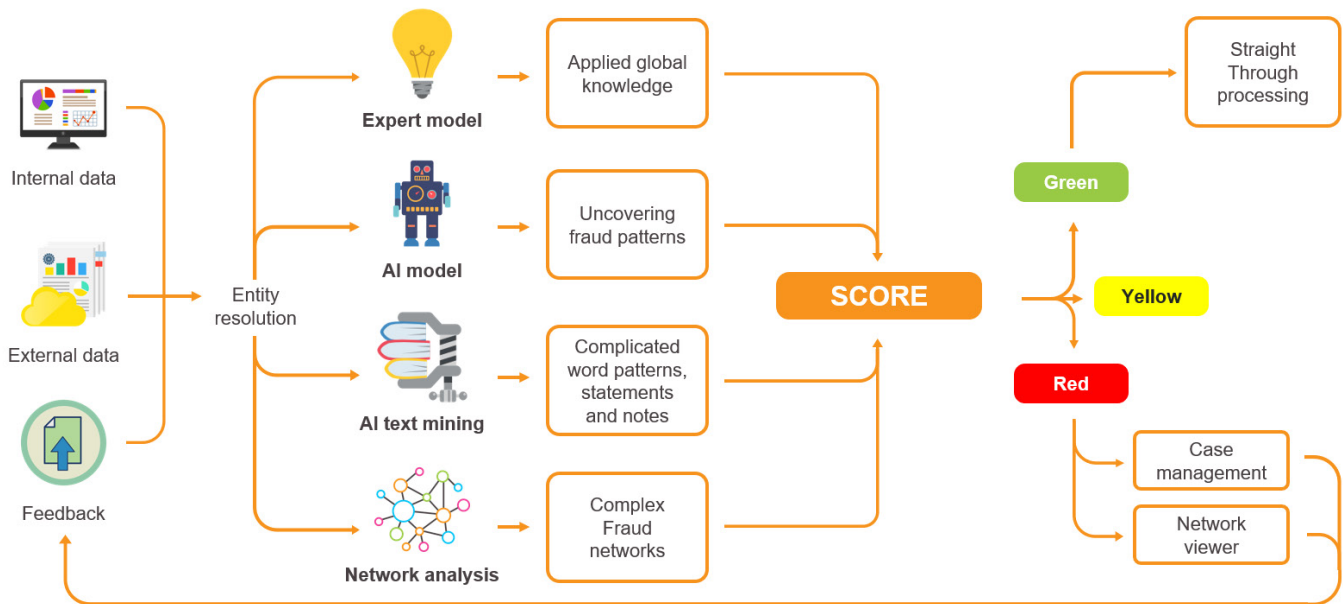 Internal data
External data
Feedback
Entity
resolution
Expert model
AI model
AI text mining
Network analysis
Applied global
knowledge
Uncovering
fraud patterns
Complicated
word patterns,
statements
and notes
Complex
Fraud
networks
SCORE
Green
Yellow
Red
Straight
Through
processing
Case
management
Network
viewer